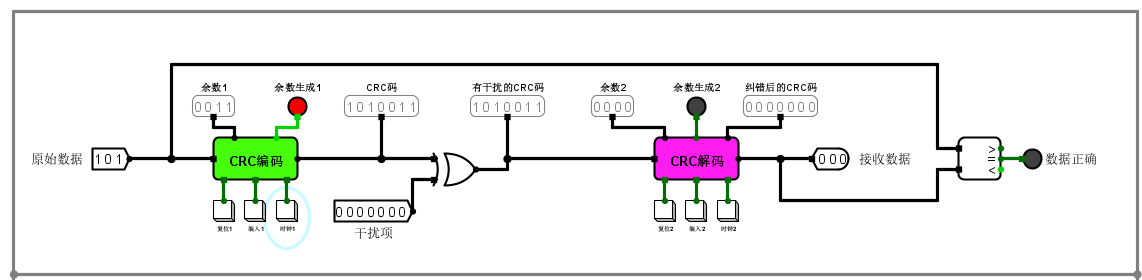 余数1 余数生成1 CRC码 有干扰的CRC码 余数2 余数生成2 纠错后的CRC码
0011 1010011 1010011 0000 0000000
原始数据 101 CRC编码 CRC解码 000 接收数据 > = < 数据正确
复位1 装入1 时钟1 0000000 复位2 装入2 时钟2
干扰项